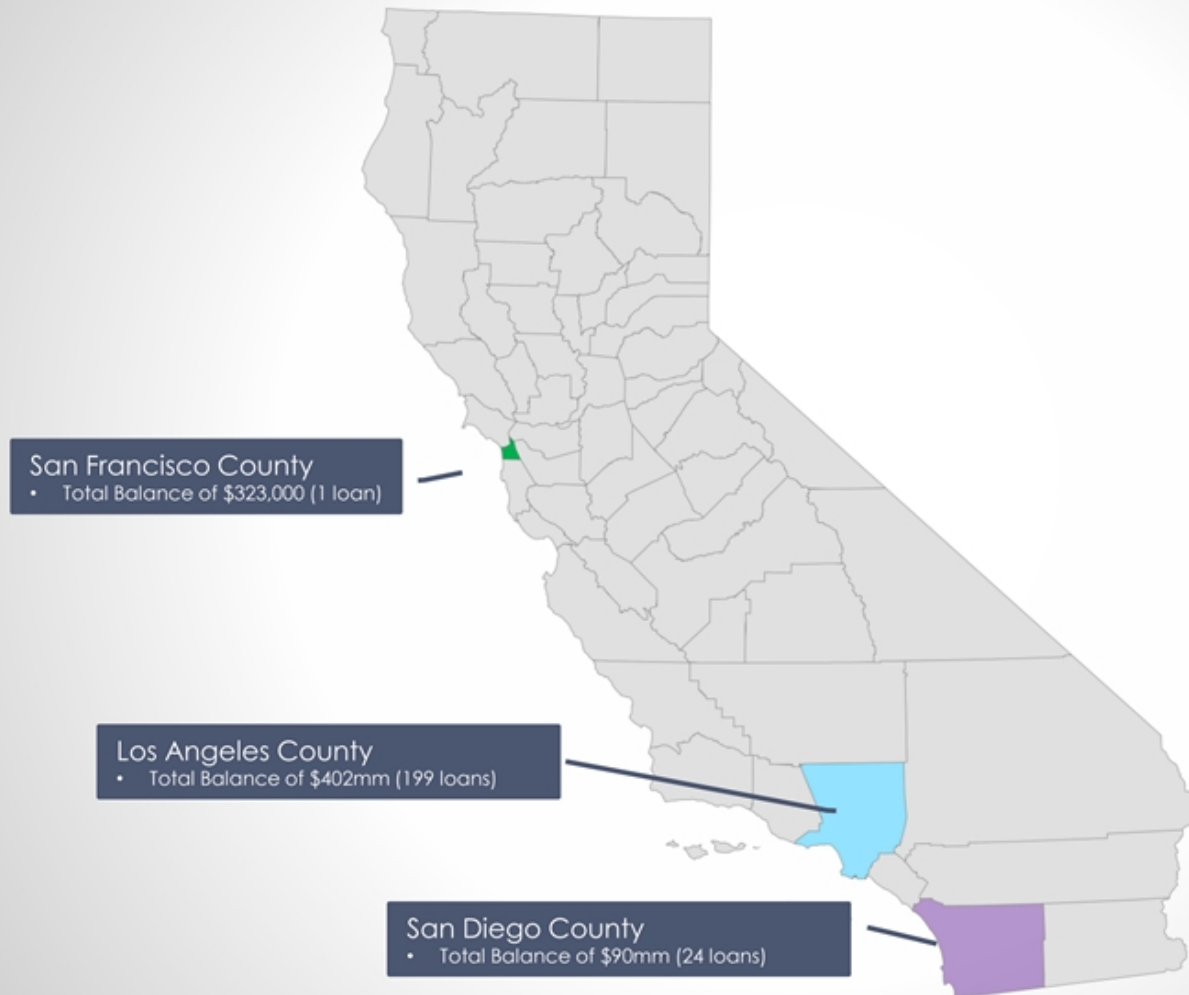 San Francisco County
• Total Balance of $323,000 (1 loan)
Los Angeles County
• Total Balance of $402mm (199 loans)
San Diego County
• Total Balance of $90mm (24 loans)